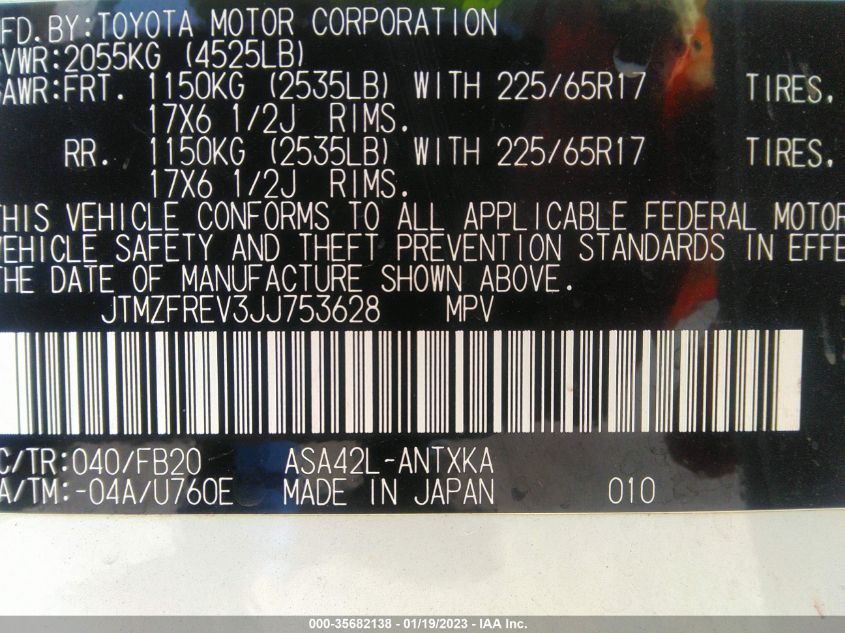 FD. BY: TOYOTA MOTOR CORPORATION
VWR: 2055KG (4525LB)
AWR: FRT. 1150KG (2535LB) WITH 225/65R17 TIRES,
17X6 1/2J RIMS.
RR. 1150KG (2535LB) WITH 225/65R17 TIRES,
17X6 1/2J RIMS.
THIS VEHICLE CONFORMS TO ALL APPLICABLE FEDERAL MOTOR
VEHICLE SAFETY AND THEFT PREVENTION STANDARDS IN EFFE
THE DATE OF MANUFACTURE SHOWN ABOVE.
JTMZFREV3JJ753628 MPV
C/TR: 040/FB20 ASA42L-ANTXKA
A/TM: -04A/U760E MADE IN JAPAN 010
000-35682138 - 01/19/2023 - IAA Inc.